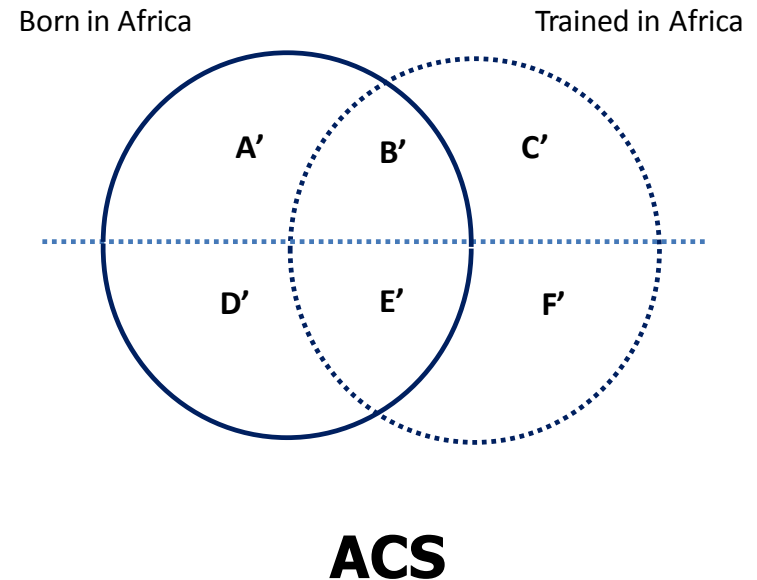 Born in Africa Trained in Africa
A’ B’ C’
D’ E’ F’
ACS